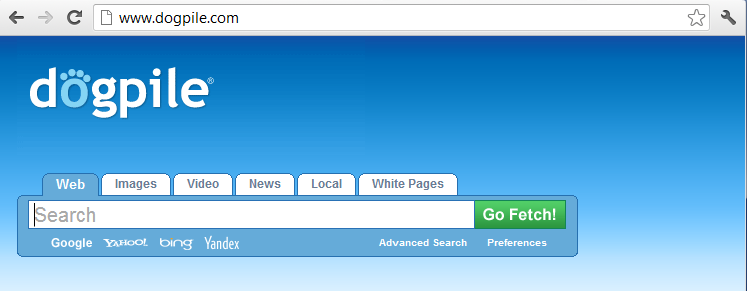 www.dogpile.com
dogpile®
Web Images Video News Local White Pages
Search Go Fetch!
Google YAHOO! bing Yandex Advanced Search Preferences